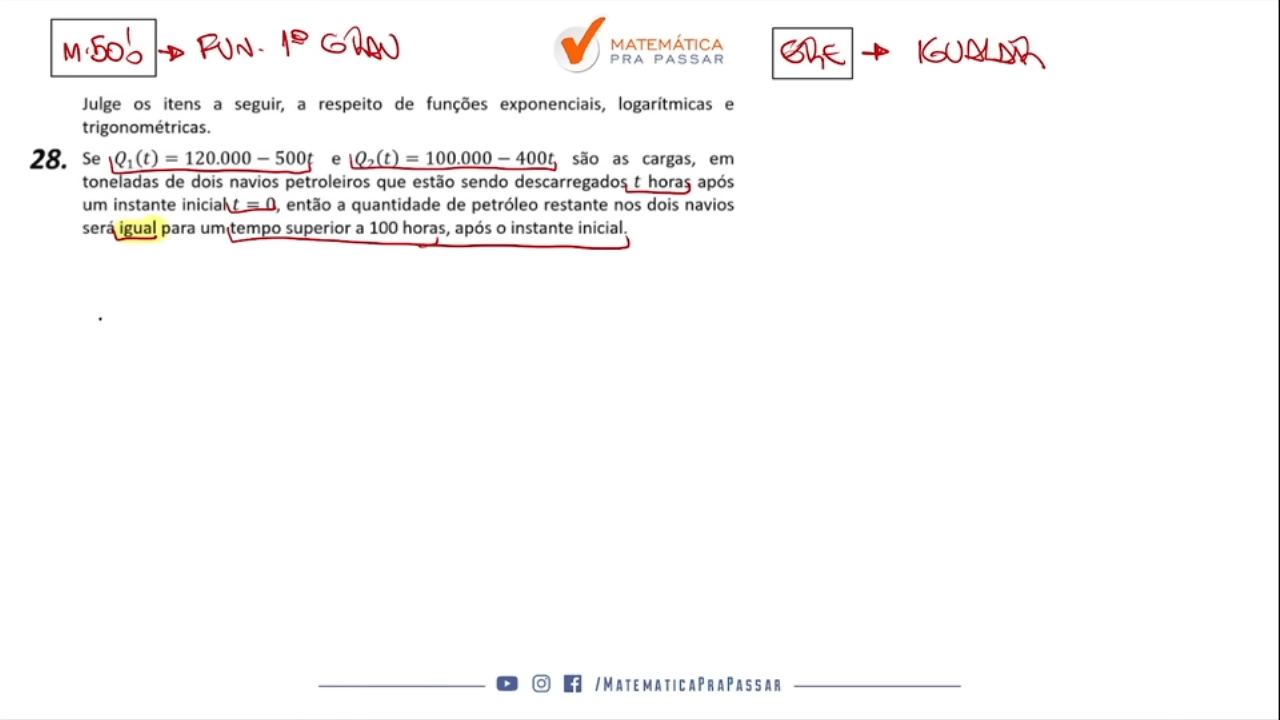 M.500 → FUN. 1º GRAU
MATEMÁTICA
PRA PASSAR
→ IGUALAR
Julge os itens a seguir, a respeito de funções exponenciais, logarítmicas e
trigonométricas.
28. Se Q₁(t) = 120.000 − 500t e Q₂(t) = 100.000 − 400t, são as cargas, em
toneladas de dois navios petroleiros que estão sendo descarregados t horas após
um instante inicial t = 0, então a quantidade de petróleo restante nos dois navios
será igual para um tempo superior a 100 horas, após o instante inicial.
/MATEMATICAPRAPASSAR